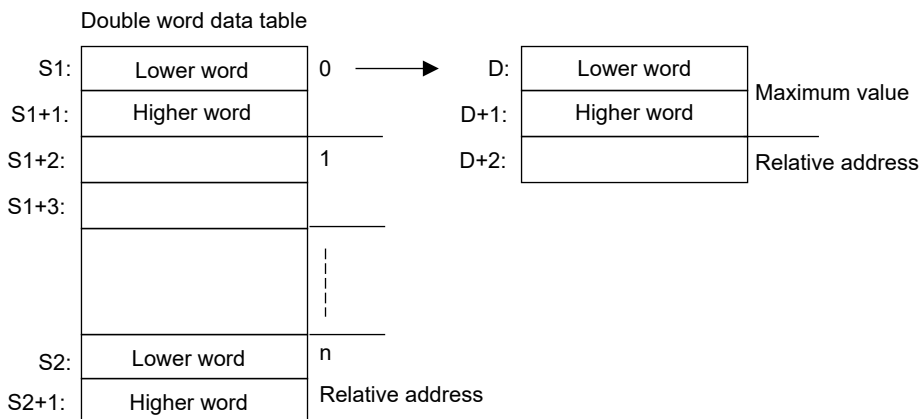 Double word data table
S1: Lower word 0 D: Lower word
Maximum value
S1+1: Higher word D+1: Higher word
S1+2: 1 D+2: Relative address
S1+3:
S2: Lower word n
Relative address
S2+1: Higher word